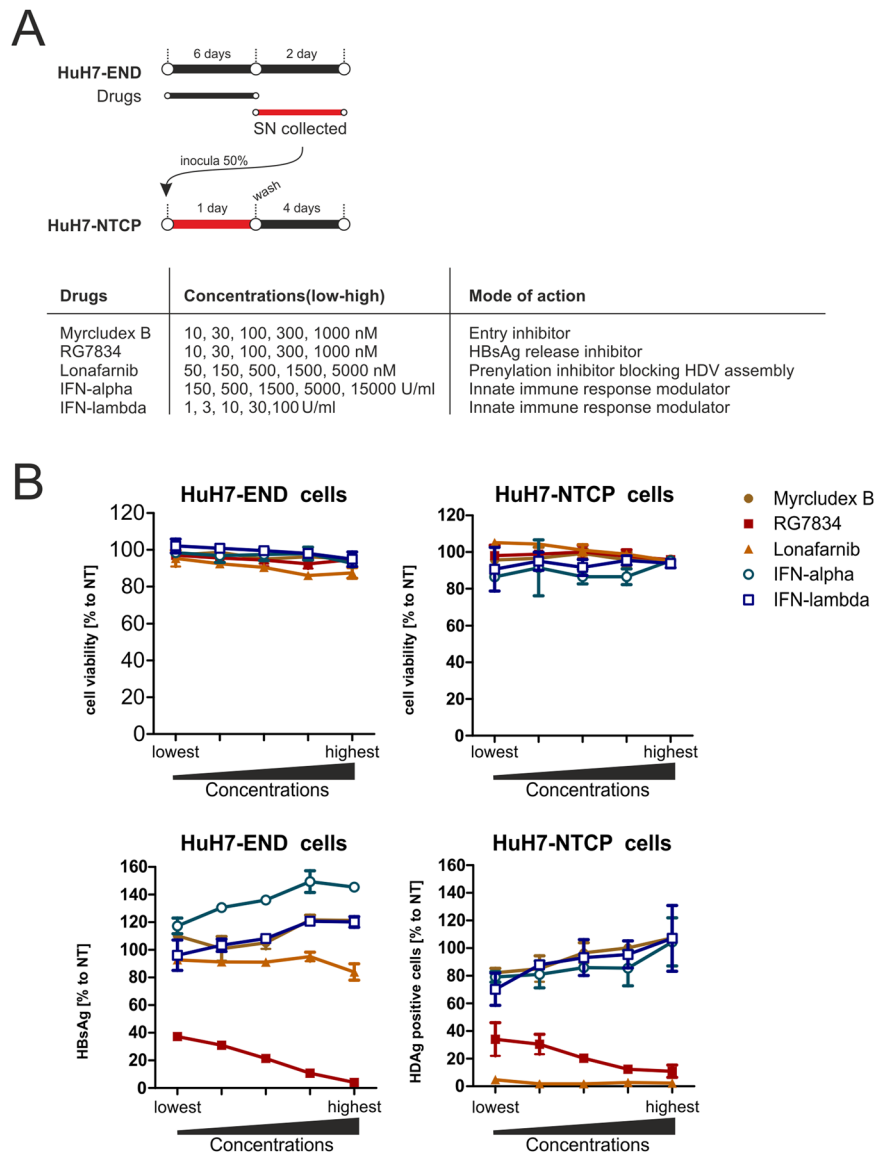 A
6 days 2 day
HuH7-END
Drugs
SN collected
inocula 50%
wash
1 day 4 days
HuH7-NTCP
Drugs Concentrations(low-high) Mode of action
Myrcludex B 10, 30, 100, 300, 1000 nM Entry inhibitor
RG7834 10, 30, 100, 300, 1000 nM HBsAg release inhibitor
Lonafarnib 50, 150, 500, 1500, 5000 nM Prenylation inhibitor blocking HDV assembly
IFN-alpha 150, 500, 1500, 5000, 15000 U/ml Innate immune response modulator
IFN-lambda 1, 3, 10, 30,100 U/ml Innate immune response modulator
B
HuH7-END cells
cell viability [% to NT]
120
100
80
60
40
20
0
lowest highest
Concentrations
HuH7-NTCP cells
cell viability [% to NT]
120
100
80
60
40
20
0
lowest highest
Concentrations
Myrcludex B
RG7834
Lonafarnib
IFN-alpha
IFN-lambda
HuH7-END cells
HBsAg [% to NT]
160
140
120
100
80
60
40
20
0
lowest highest
Concentrations
HuH7-NTCP cells
HDAg positive cells [% to NT]
160
140
120
100
80
60
40
20
0
lowest highest
Concentrations